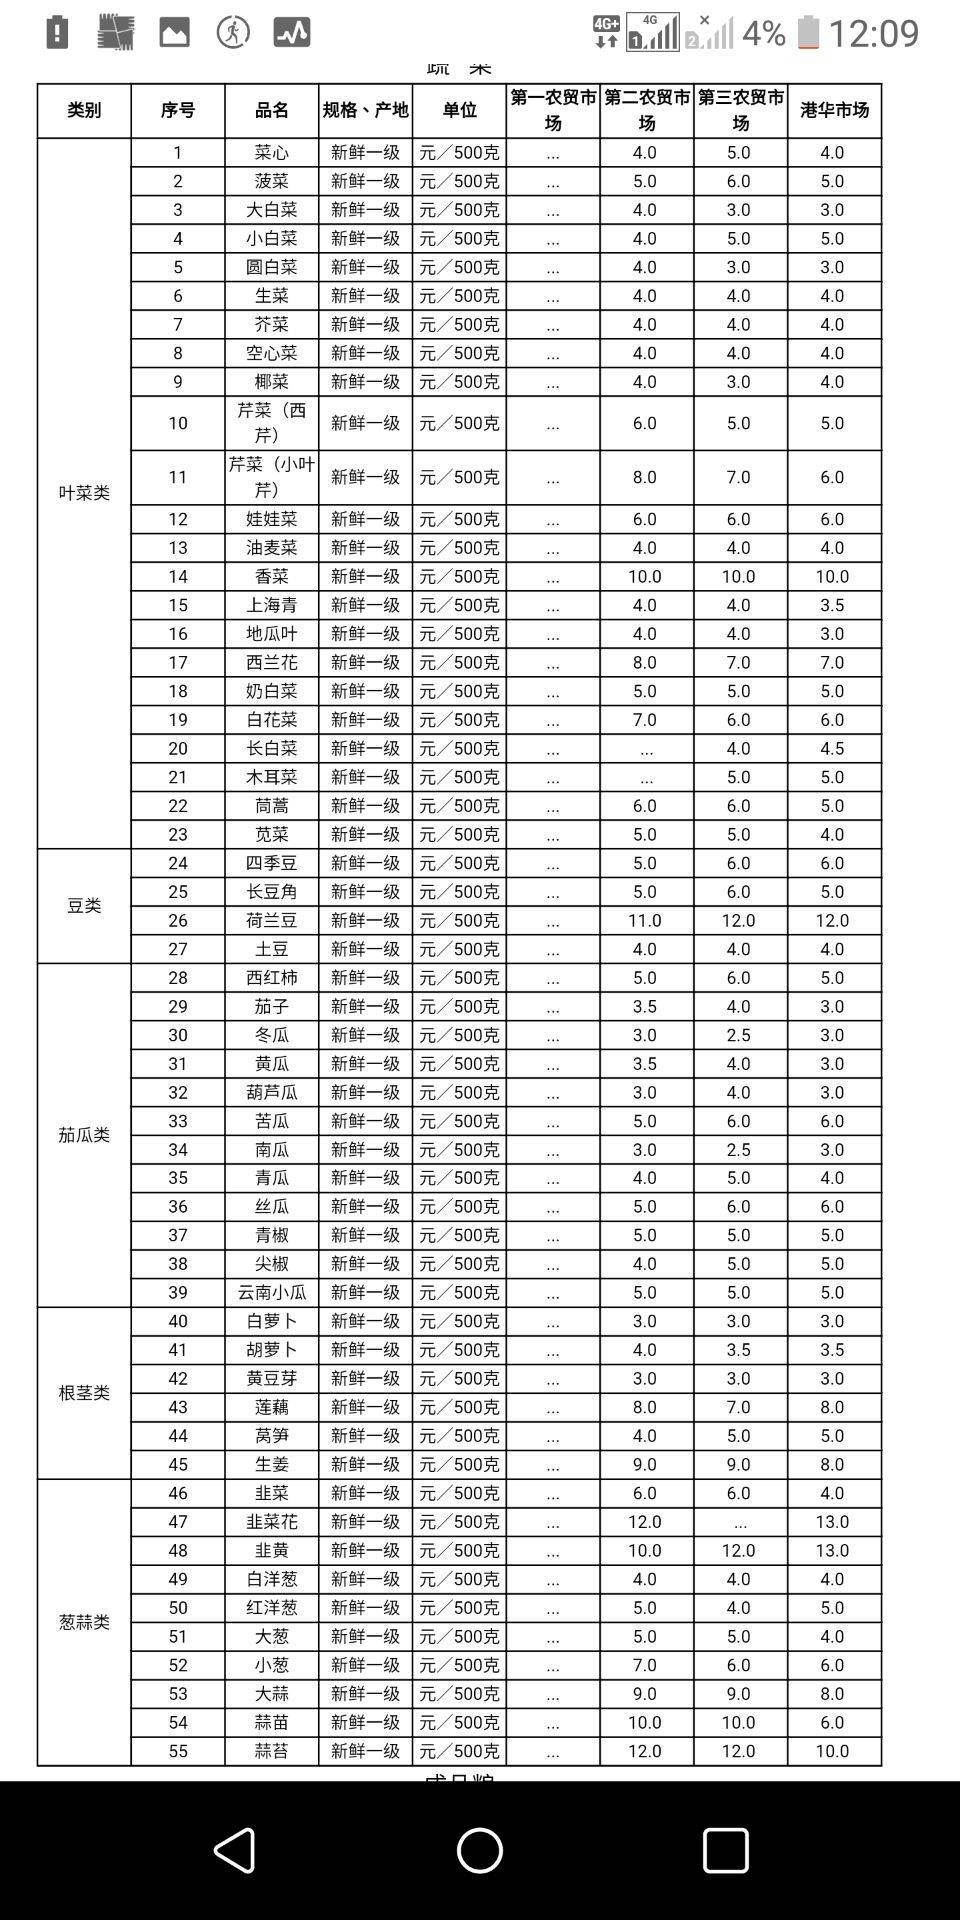 4G+ 4G 1 2 4% 12:09
蔬 菜
类别 序号 品名 规格、产地 单位 第一农贸市场 第二农贸市场 第三农贸市场 港华市场
叶菜类
1 菜心 新鲜一级 元／500克 ... 4.0 5.0 4.0
2 菠菜 新鲜一级 元／500克 ... 5.0 6.0 5.0
3 大白菜 新鲜一级 元／500克 ... 4.0 3.0 3.0
4 小白菜 新鲜一级 元／500克 ... 4.0 5.0 5.0
5 圆白菜 新鲜一级 元／500克 ... 4.0 3.0 3.0
6 生菜 新鲜一级 元／500克 ... 4.0 4.0 4.0
7 芥菜 新鲜一级 元／500克 ... 4.0 4.0 4.0
8 空心菜 新鲜一级 元／500克 ... 4.0 4.0 4.0
9 椰菜 新鲜一级 元／500克 ... 4.0 3.0 4.0
10 芹菜（西芹） 新鲜一级 元／500克 ... 6.0 5.0 5.0
11 芹菜（小叶芹） 新鲜一级 元／500克 ... 8.0 7.0 6.0
12 娃娃菜 新鲜一级 元／500克 ... 6.0 6.0 6.0
13 油麦菜 新鲜一级 元／500克 ... 4.0 4.0 4.0
14 香菜 新鲜一级 元／500克 ... 10.0 10.0 10.0
15 上海青 新鲜一级 元／500克 ... 4.0 4.0 3.5
16 地瓜叶 新鲜一级 元／500克 ... 4.0 4.0 3.0
17 西兰花 新鲜一级 元／500克 ... 8.0 7.0 7.0
18 奶白菜 新鲜一级 元／500克 ... 5.0 5.0 5.0
19 白花菜 新鲜一级 元／500克 ... 7.0 6.0 6.0
20 长白菜 新鲜一级 元／500克 ... ... 4.0 4.5
21 木耳菜 新鲜一级 元／500克 ... ... 5.0 5.0
22 茼蒿 新鲜一级 元／500克 ... 6.0 6.0 5.0
23 苋菜 新鲜一级 元／500克 ... 5.0 5.0 4.0
豆类
24 四季豆 新鲜一级 元／500克 ... 5.0 6.0 6.0
25 长豆角 新鲜一级 元／500克 ... 5.0 6.0 5.0
26 荷兰豆 新鲜一级 元／500克 ... 11.0 12.0 12.0
27 土豆 新鲜一级 元／500克 ... 4.0 4.0 4.0
茄瓜类
28 西红柿 新鲜一级 元／500克 ... 5.0 6.0 5.0
29 茄子 新鲜一级 元／500克 ... 3.5 4.0 3.0
30 冬瓜 新鲜一级 元／500克 ... 3.0 2.5 3.0
31 黄瓜 新鲜一级 元／500克 ... 3.5 4.0 3.0
32 葫芦瓜 新鲜一级 元／500克 ... 3.0 4.0 3.0
33 苦瓜 新鲜一级 元／500克 ... 5.0 6.0 6.0
34 南瓜 新鲜一级 元／500克 ... 3.0 2.5 3.0
35 青瓜 新鲜一级 元／500克 ... 4.0 5.0 4.0
36 丝瓜 新鲜一级 元／500克 ... 5.0 6.0 6.0
37 青椒 新鲜一级 元／500克 ... 5.0 5.0 5.0
38 尖椒 新鲜一级 元／500克 ... 4.0 5.0 5.0
39 云南小瓜 新鲜一级 元／500克 ... 5.0 5.0 5.0
根茎类
40 白萝卜 新鲜一级 元／500克 ... 3.0 3.0 3.0
41 胡萝卜 新鲜一级 元／500克 ... 4.0 3.5 3.5
42 黄豆芽 新鲜一级 元／500克 ... 3.0 3.0 3.0
43 莲藕 新鲜一级 元／500克 ... 8.0 7.0 8.0
44 莴笋 新鲜一级 元／500克 ... 4.0 5.0 5.0
45 生姜 新鲜一级 元／500克 ... 9.0 9.0 8.0
葱蒜类
46 韭菜 新鲜一级 元／500克 ... 6.0 6.0 4.0
47 韭菜花 新鲜一级 元／500克 ... 12.0 ... 13.0
48 韭黄 新鲜一级 元／500克 ... 10.0 12.0 13.0
49 白洋葱 新鲜一级 元／500克 ... 4.0 4.0 4.0
50 红洋葱 新鲜一级 元／500克 ... 5.0 4.0 5.0
51 大葱 新鲜一级 元／500克 ... 5.0 5.0 4.0
52 小葱 新鲜一级 元／500克 ... 7.0 6.0 6.0
53 大蒜 新鲜一级 元／500克 ... 9.0 9.0 8.0
54 蒜苗 新鲜一级 元／500克 ... 10.0 10.0 6.0
55 蒜苔 新鲜一级 元／500克 ... 12.0 12.0 10.0
成品粮